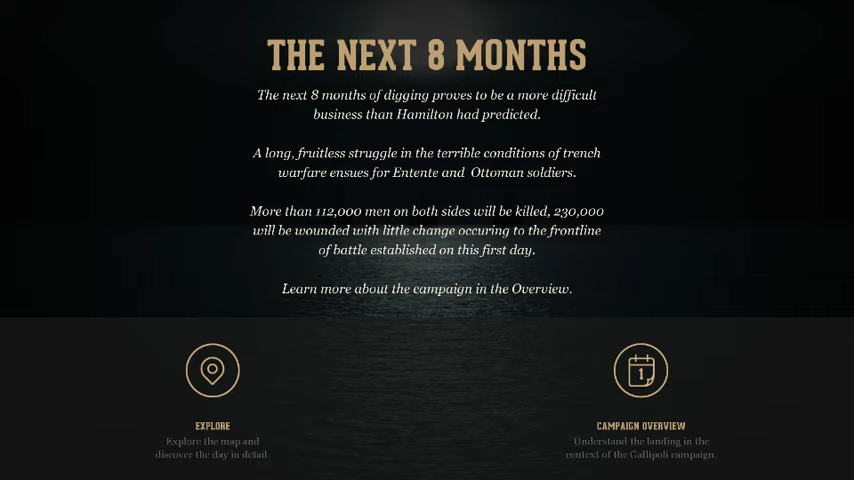 THE NEXT 8 MONTHS
The next 8 months of digging proves to be a more difficult
business than Hamilton had predicted.
A long, fruitless struggle in the terrible conditions of trench
warfare ensues for Entente and Ottoman soldiers.
More than 112,000 men on both sides will be killed, 230,000
will be wounded with little change occuring to the frontline
of battle established on this first day.
Learn more about the campaign in the Overview.
1
EXPLORE
Explore the map and
discover the day in detail.
CAMPAIGN OVERVIEW
Understand the landing in the
context of the Gallipoli campaign.